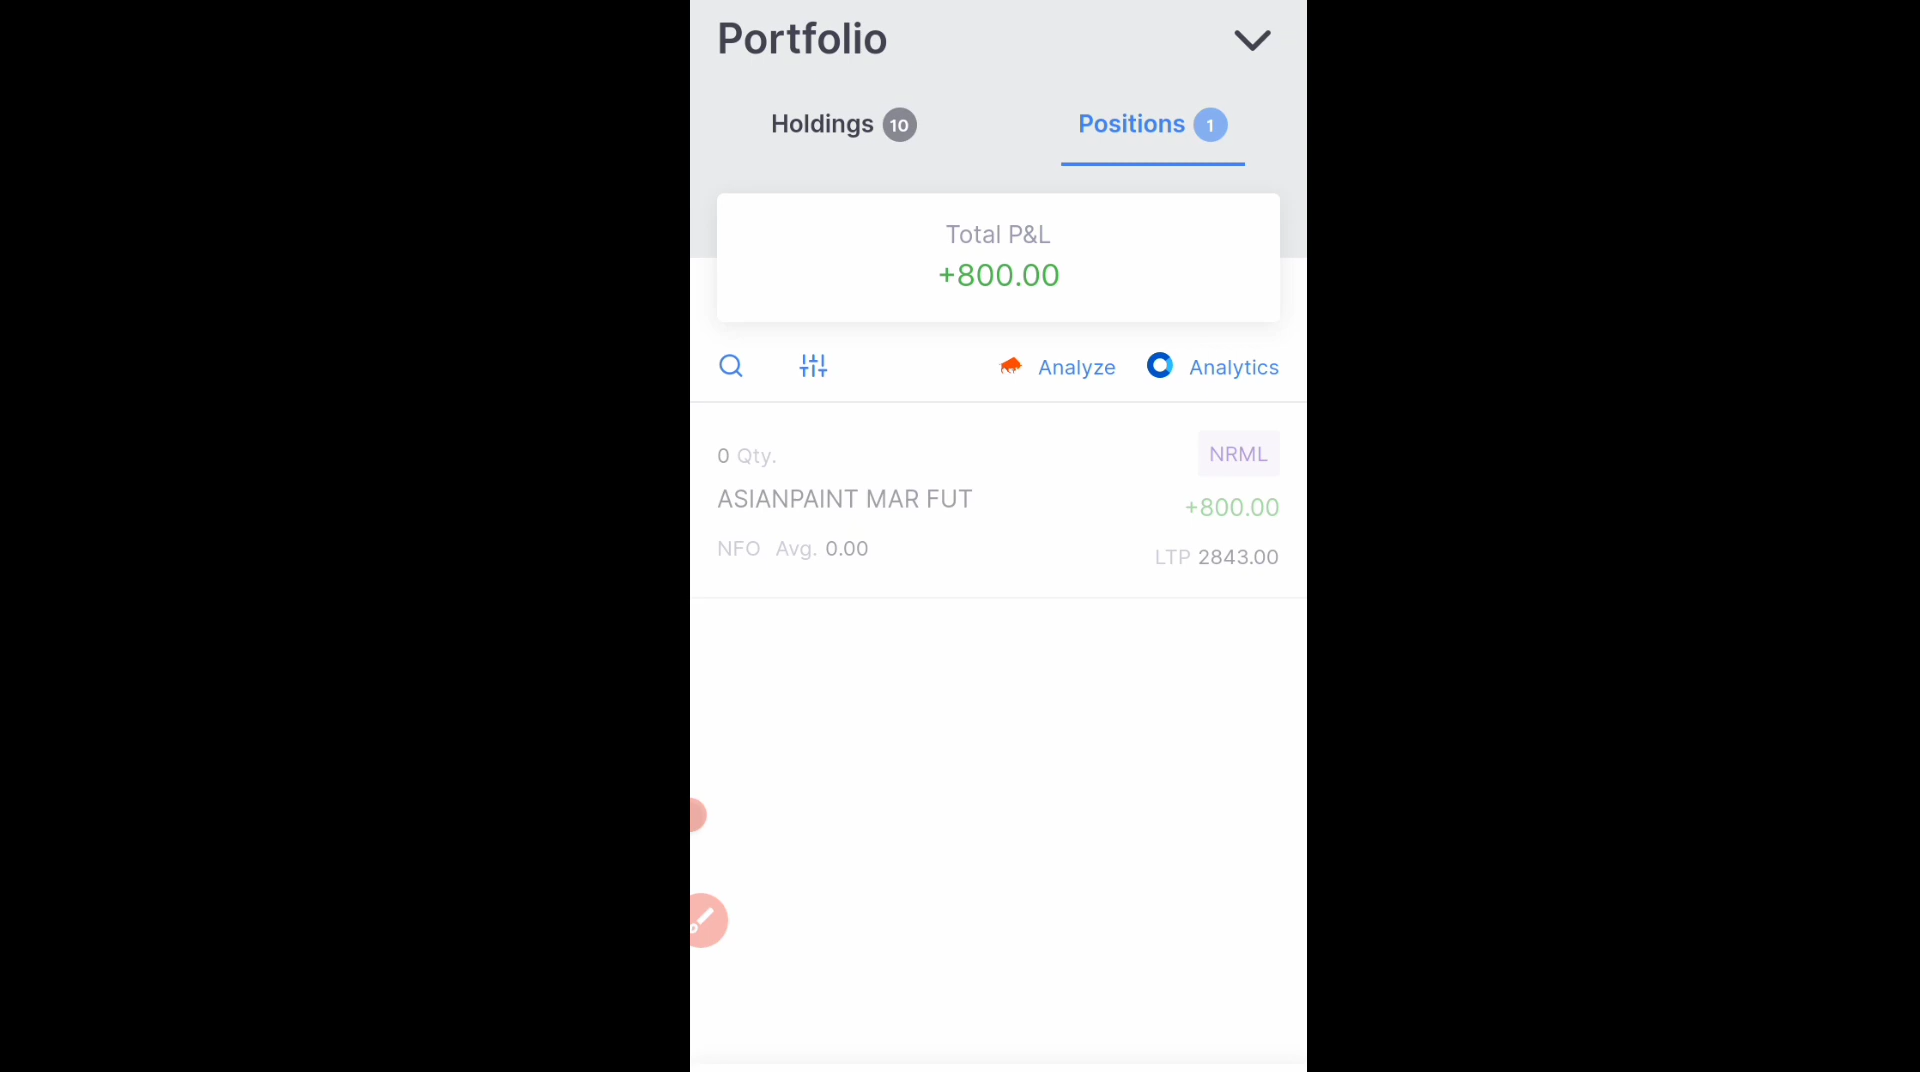 Portfolio
Holdings 10 Positions 1
Total P&L
+800.00
Analyze Analytics
0 Qty. NRML
ASIANPAINT MAR FUT +800.00
NFO Avg. 0.00 LTP 2843.00